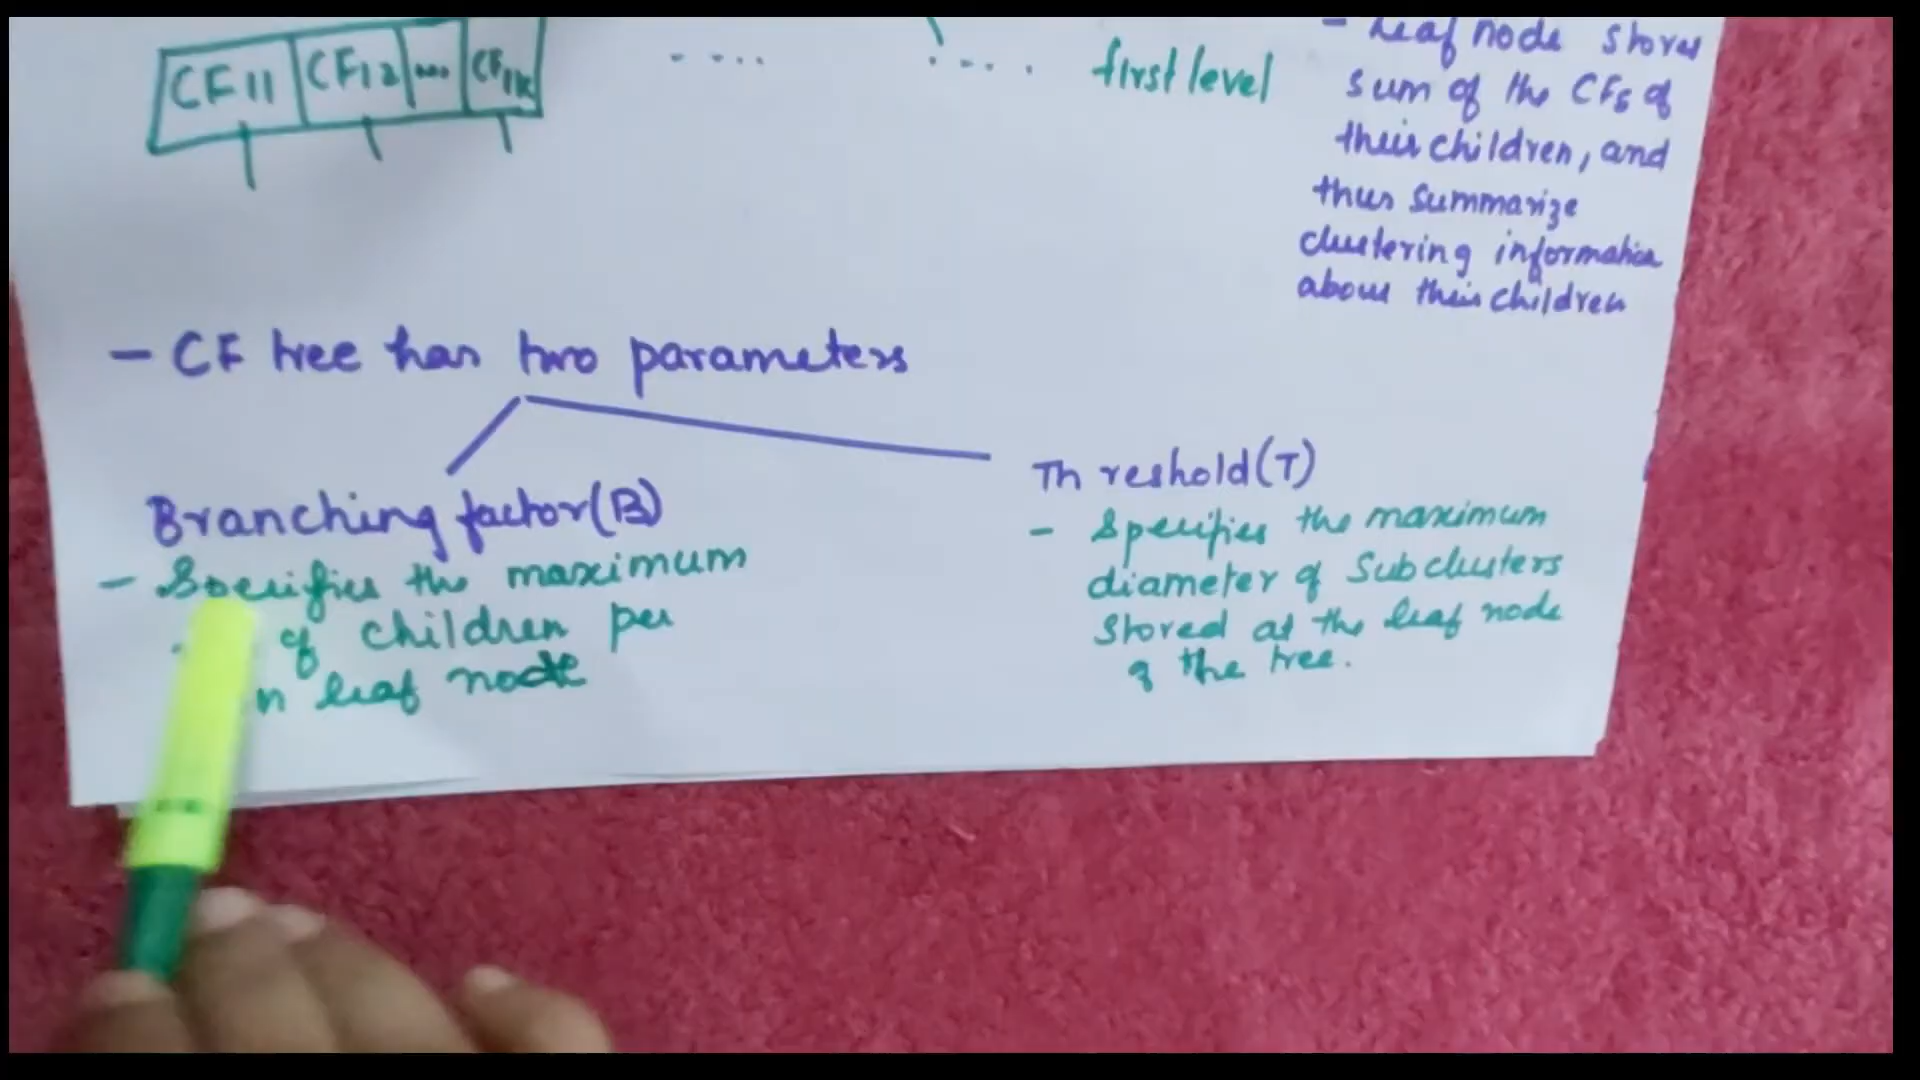 CF11 CF12 .... CF1k
first level
- Leaf node stores
sum of the CFs of
their children, and
thus summarize
clustering information
about their children
- CF tree has two parameters
Branching factor(B)
- Specifies the maximum
of children per
leaf node
Threshold(T)
- Specifies the maximum
diameter of Subclusters
Stored at the leaf node
of the tree.